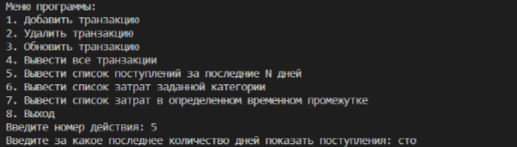 Меню программы:
1. Добавить транзакцию
2. Удалить транзакцию
3. Обновить транзакцию
4. Вывести все транзакции
5. Вывести список поступлений за последние N дней
6. Вывести список затрат заданной категории
7. Вывести список затрат в определенном временном промежутке
8. Выход
Введите номер действия: 5
Введите за какое последнее количество дней показать поступления: сто